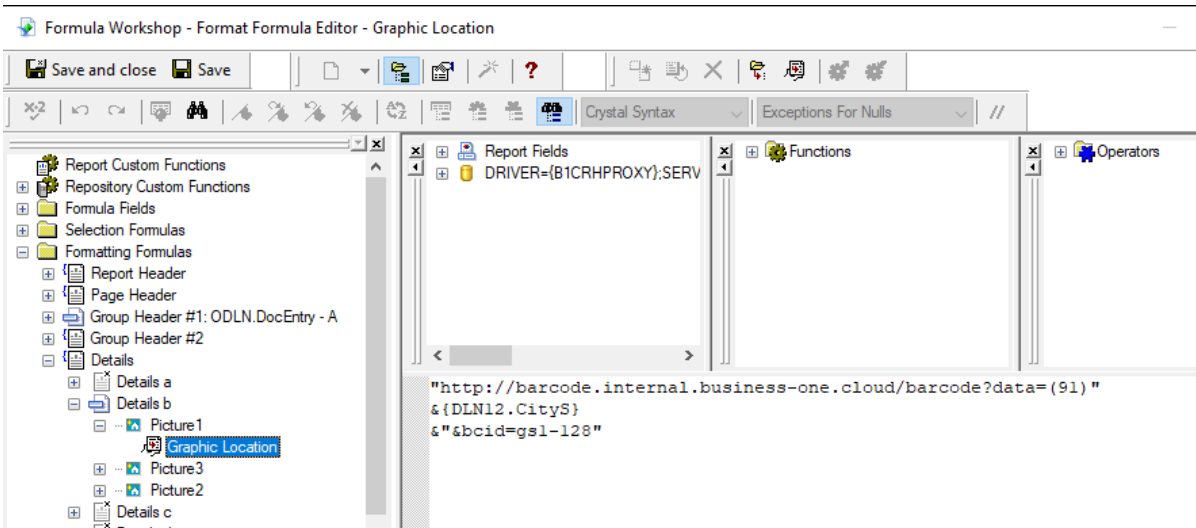 Formula Workshop - Format Formula Editor - Graphic Location
Save and close Save
?
×+2 A Z Crystal Syntax Exceptions For Nulls //
Report Custom Functions
Repository Custom Functions
Formula Fields
Selection Formulas
Formatting Formulas
Report Header
Page Header
Group Header #1: ODLN.DocEntry - A
Group Header #2
Details
Details a
Details b
Picture1
Graphic Location
Picture3
Picture2
Details c
Report Fields
DRIVER={B1CRHPROXY};SERV
Functions
Operators
"http://barcode.internal.business-one.cloud/barcode?data=(91)"
&{DLN12.CityS}
&"&bcid=gs1-128"